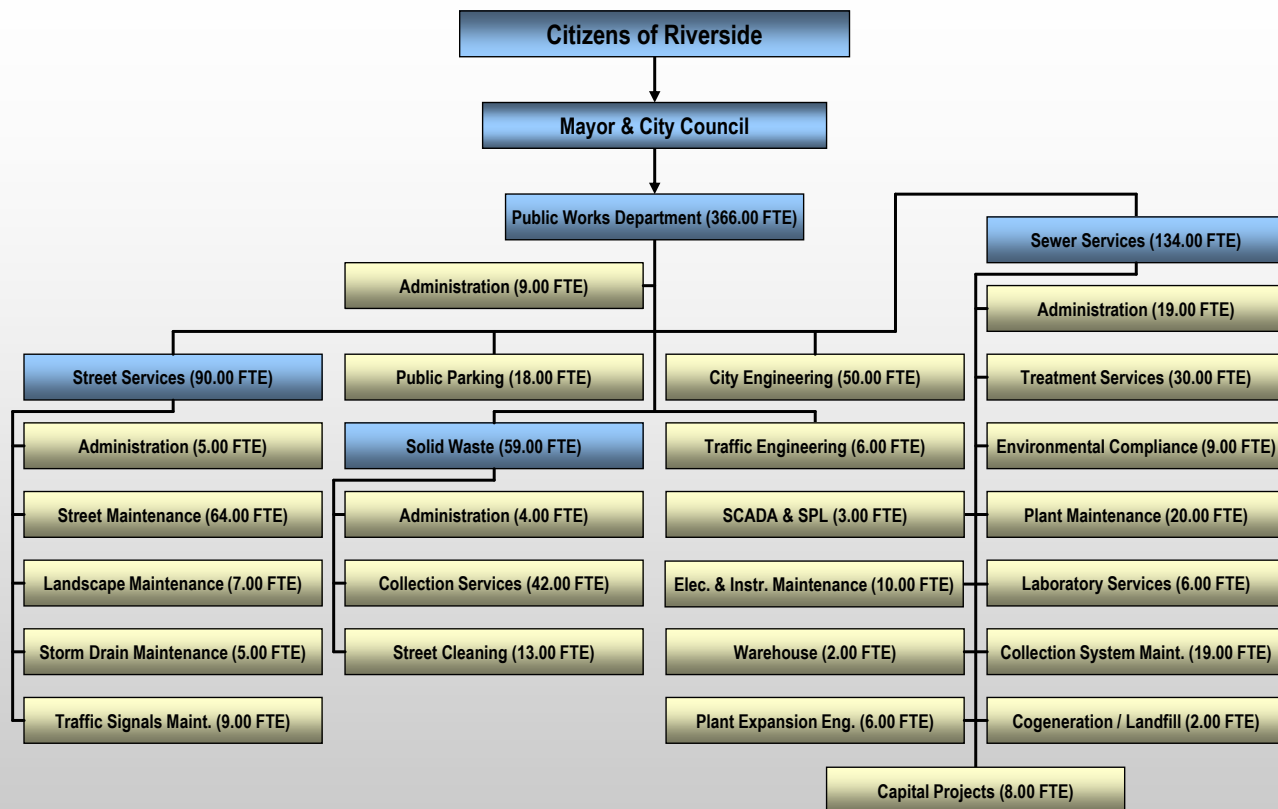 Citizens of Riverside
Mayor & City Council
Public Works Department (366.00 FTE)
Sewer Services (134.00 FTE)
Administration (9.00 FTE)
Administration (19.00 FTE)
Street Services (90.00 FTE)
Public Parking (18.00 FTE)
City Engineering (50.00 FTE)
Treatment Services (30.00 FTE)
Administration (5.00 FTE)
Solid Waste (59.00 FTE)
Traffic Engineering (6.00 FTE)
Environmental Compliance (9.00 FTE)
Street Maintenance (64.00 FTE)
Administration (4.00 FTE)
SCADA & SPL (3.00 FTE)
Plant Maintenance (20.00 FTE)
Landscape Maintenance (7.00 FTE)
Collection Services (42.00 FTE)
Elec. & Instr. Maintenance (10.00 FTE)
Laboratory Services (6.00 FTE)
Storm Drain Maintenance (5.00 FTE)
Street Cleaning (13.00 FTE)
Warehouse (2.00 FTE)
Collection System Maint. (19.00 FTE)
Traffic Signals Maint. (9.00 FTE)
Plant Expansion Eng. (6.00 FTE)
Cogeneration / Landfill (2.00 FTE)
Capital Projects (8.00 FTE)